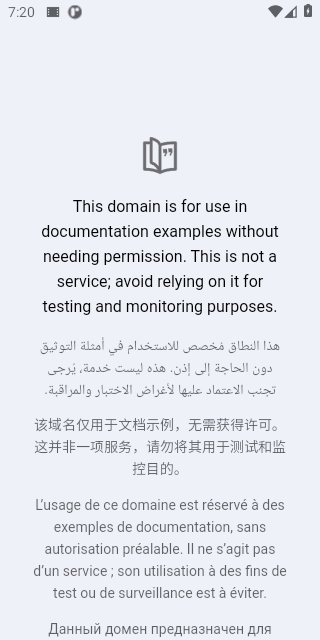 7:20
This domain is for use in
documentation examples without
needing permission. This is not a
service; avoid relying on it for
testing and monitoring purposes.
هذا النطاق مُخصص للاستخدام في أمثلة التوثيق
دون الحاجة إلى إذن. هذه ليست خدمة، يُرجى
تجنب الاعتماد عليها لأغراض الاختبار والمراقبة.
该域名仅用于文档示例，无需获得许可。
这并非一项服务，请勿将其用于测试和监
控目的。
L’usage de ce domaine est réservé à des
exemples de documentation, sans
autorisation préalable. Il ne s’agit pas
d’un service ; son utilisation à des fins de
test ou de surveillance est à éviter.
Данный домен предназначен для